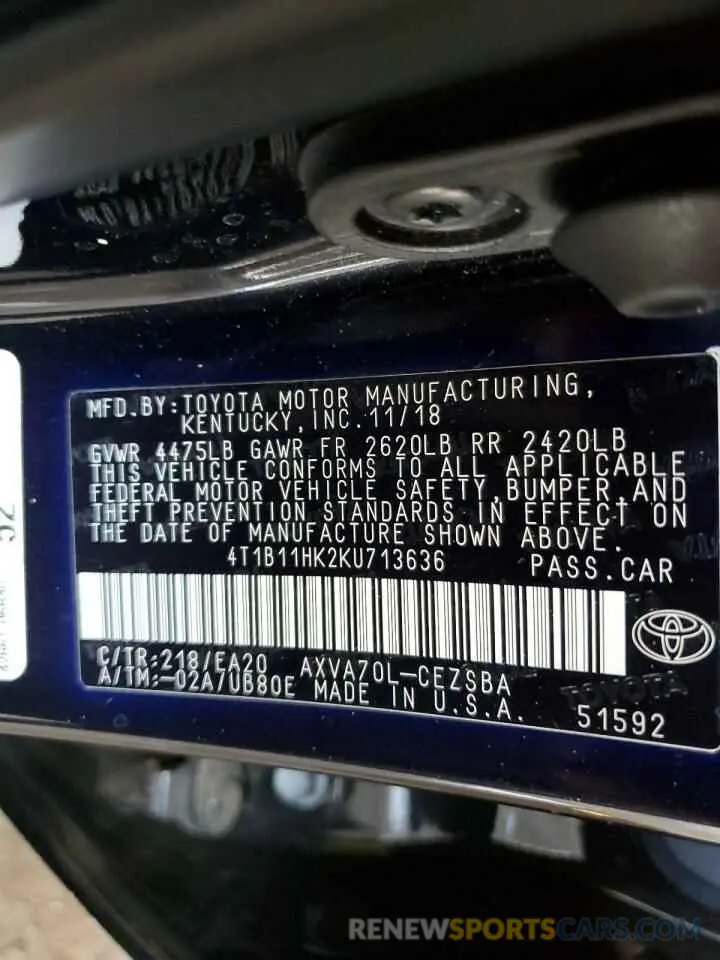 MFD.BY:TOYOTA MOTOR MANUFACTURING,
KENTUCKY,INC.11/18
GVWR 4475LB GAWR FR 2620LB RR 2420LB
THIS VEHICLE CONFORMS TO ALL APPLICABLE
FEDERAL MOTOR VEHICLE SAFETY,BUMPER,AND
THEFT PREVENTION STANDARDS IN EFFECT ON
THE DATE OF MANUFACTURE SHOWN ABOVE.
4T1B11HK2KU713636 PASS.CAR
C/TR:218/EA20 AXVA70L-CEZSBA
A/TM:-02A/UB80E MADE IN U.S.A.
TOYOTA
51592
52
RENEWSPORTSCARS.COM